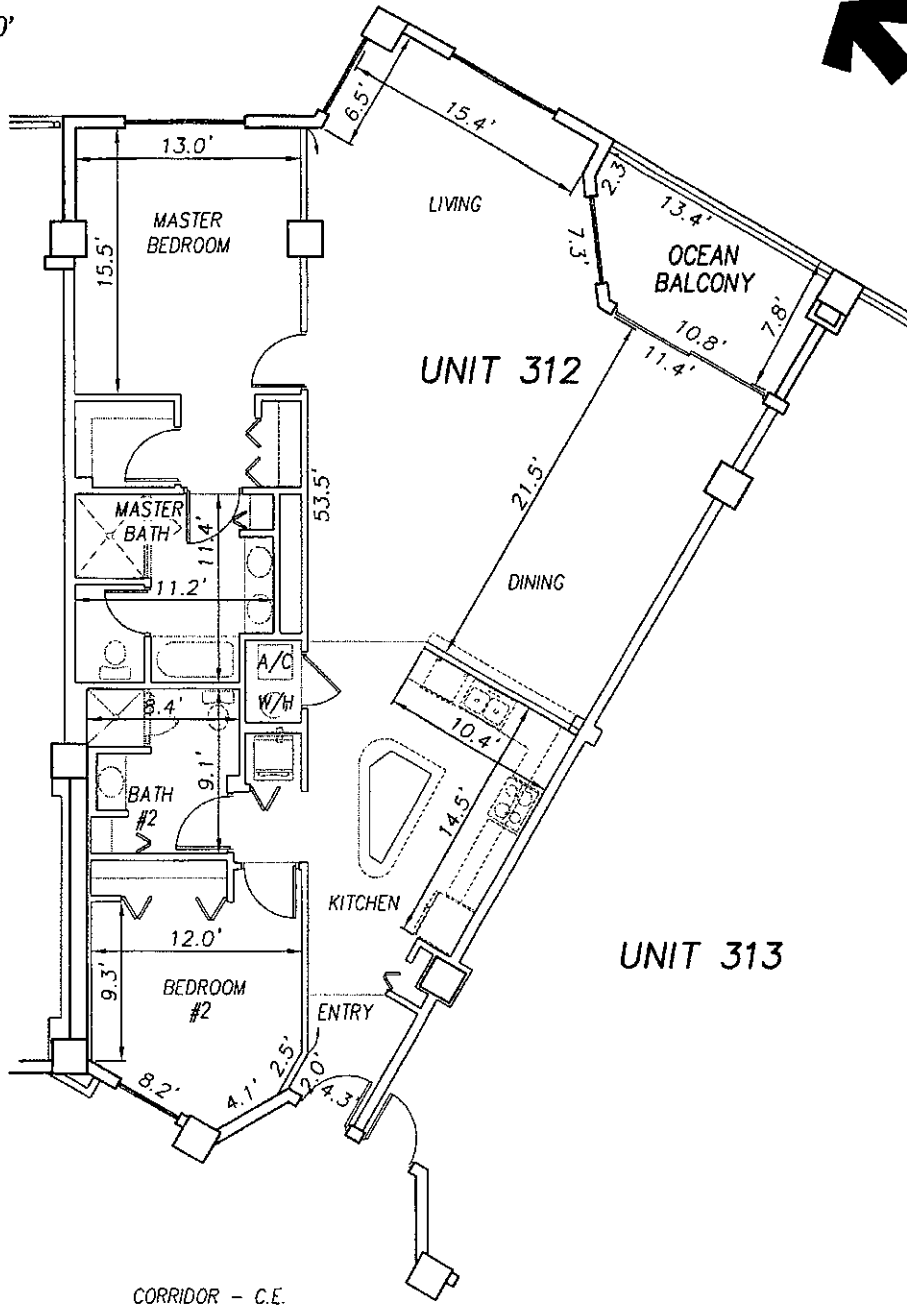 0'
6.5'
15.4'
13.0'
2.3
13.4'
LIVING
MASTER
BEDROOM
15.5'
7.3'
OCEAN
BALCONY
7.8'
10.8'
11.4'
UNIT 312
21.5'
53.5'
MASTER
BATH
11.4'
11.2'
DINING
A/C
W/H
8.4'
10.4'
9.1'
BATH
#2
14.5'
KITCHEN
12.0'
9.3'
BEDROOM
#2
UNIT 313
ENTRY
2.5'
2.0'
4.3'
4.1'
8.2'
CORRIDOR - C.E.